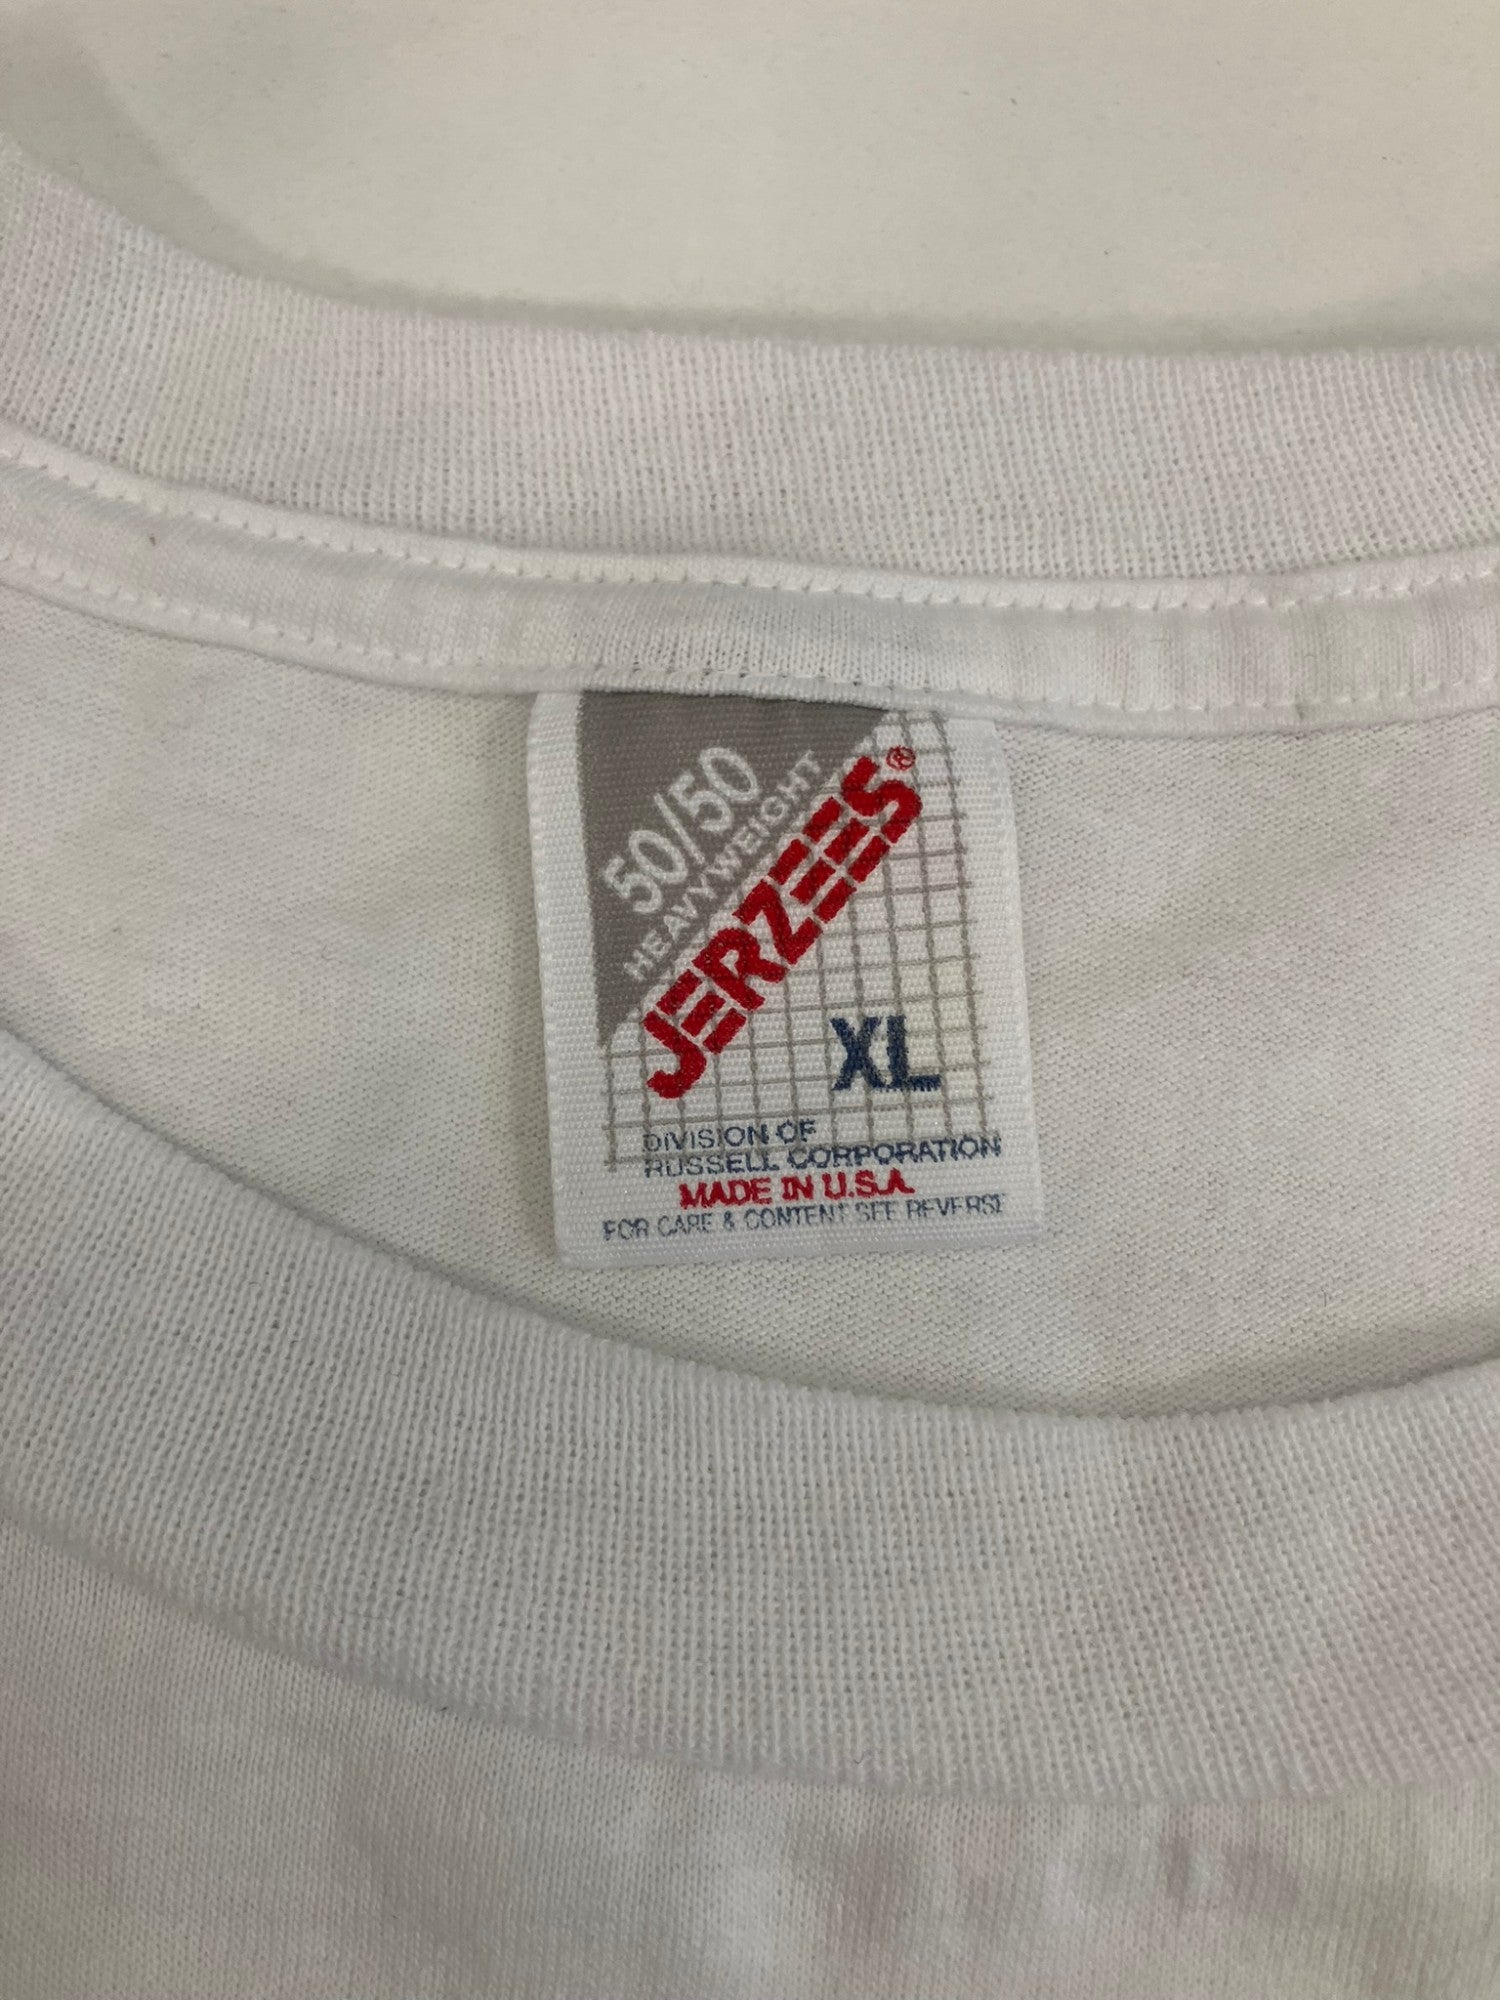 50/50
HEAVYWEIGHT
JERZEES®
XL
DIVISION OF
RUSSELL CORPORATION
MADE IN U.S.A.
FOR CARE & CONTENT SEE REVERSE